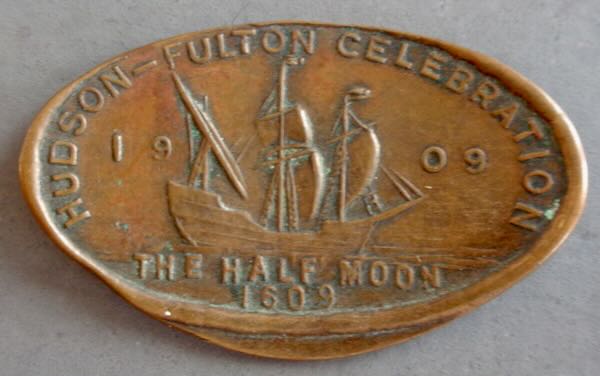 HUDSON–FULTON CELEBRATION
1909
THE HALF MOON
1609